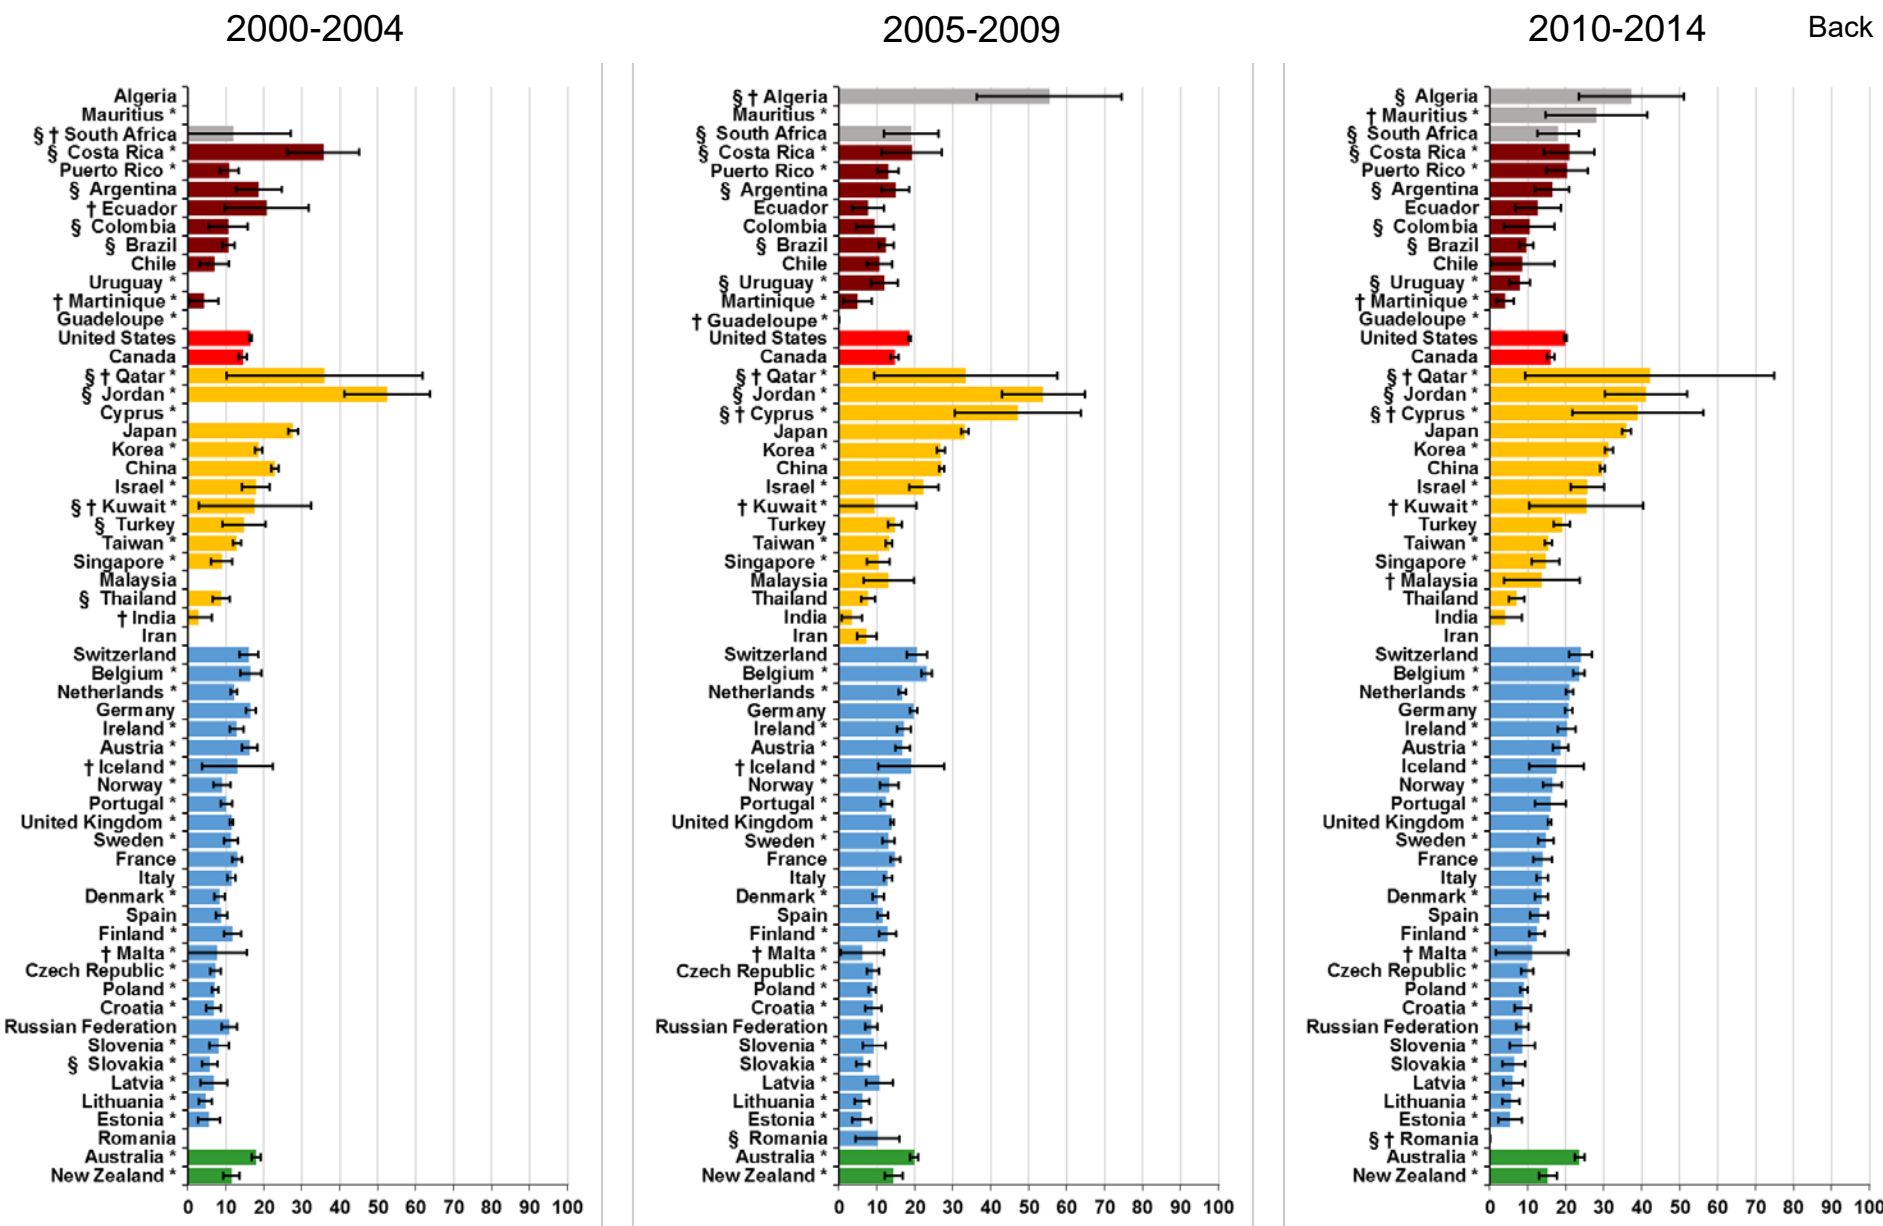 2000-2004
2005-2009
2010-2014
Back
Algeria
Mauritius *
§ † South Africa
§ Costa Rica *
Puerto Rico *
§ Argentina
† Ecuador
§ Colombia
§ Brazil
Chile
Uruguay *
† Martinique *
Guadeloupe *
United States
Canada
§ † Qatar *
§ Jordan *
Cyprus *
Japan
Korea *
China
Israel *
§ † Kuwait *
§ Turkey
Taiwan *
Singapore *
Malaysia
§ Thailand
† India
Iran
Switzerland
Belgium *
Netherlands *
Germany
Ireland *
Austria *
† Iceland *
Norway *
Portugal *
United Kingdom *
Sweden *
France
Italy
Denmark *
Spain
Finland *
† Malta *
Czech Republic *
Poland *
Croatia *
Russian Federation
Slovenia *
§ Slovakia *
Latvia *
Lithuania *
Estonia *
Romania
Australia *
New Zealand *
0 10 20 30 40 50 60 70 80 90 100
§ † Algeria
Mauritius *
§ South Africa
§ Costa Rica *
Puerto Rico *
§ Argentina
Ecuador
Colombia
§ Brazil
Chile
§ Uruguay *
Martinique *
† Guadeloupe *
United States
Canada
§ † Qatar *
§ Jordan *
§ † Cyprus *
Japan
Korea *
China
Israel *
† Kuwait *
Turkey
Taiwan *
Singapore *
Malaysia
Thailand
India
Iran
Switzerland
Belgium *
Netherlands *
Germany
Ireland *
Austria *
† Iceland *
Norway *
Portugal *
United Kingdom *
Sweden *
France
Italy
Denmark *
Spain
Finland *
† Malta *
Czech Republic *
Poland *
Croatia *
Russian Federation
Slovenia *
Slovakia *
Latvia *
Lithuania *
Estonia *
§ Romania
Australia *
New Zealand *
0 10 20 30 40 50 60 70 80 90 100
§ Algeria
† Mauritius *
§ South Africa
§ Costa Rica *
Puerto Rico *
§ Argentina
Ecuador
§ Colombia
§ Brazil
Chile
§ Uruguay *
† Martinique *
Guadeloupe *
United States
Canada
§ † Qatar *
§ Jordan *
§ † Cyprus *
Japan
Korea *
China
Israel *
† Kuwait *
Turkey
Taiwan *
Singapore *
† Malaysia
Thailand
India
Iran
Switzerland
Belgium *
Netherlands *
Germany
Ireland *
Austria *
Iceland *
Norway *
Portugal *
United Kingdom *
Sweden *
France
Italy
Denmark *
Spain
Finland *
† Malta *
Czech Republic *
Poland *
Croatia *
Russian Federation
Slovenia *
Slovakia *
Latvia *
Lithuania *
Estonia *
§ † Romania
Australia *
New Zealand *
0 10 20 30 40 50 60 70 80 90 100